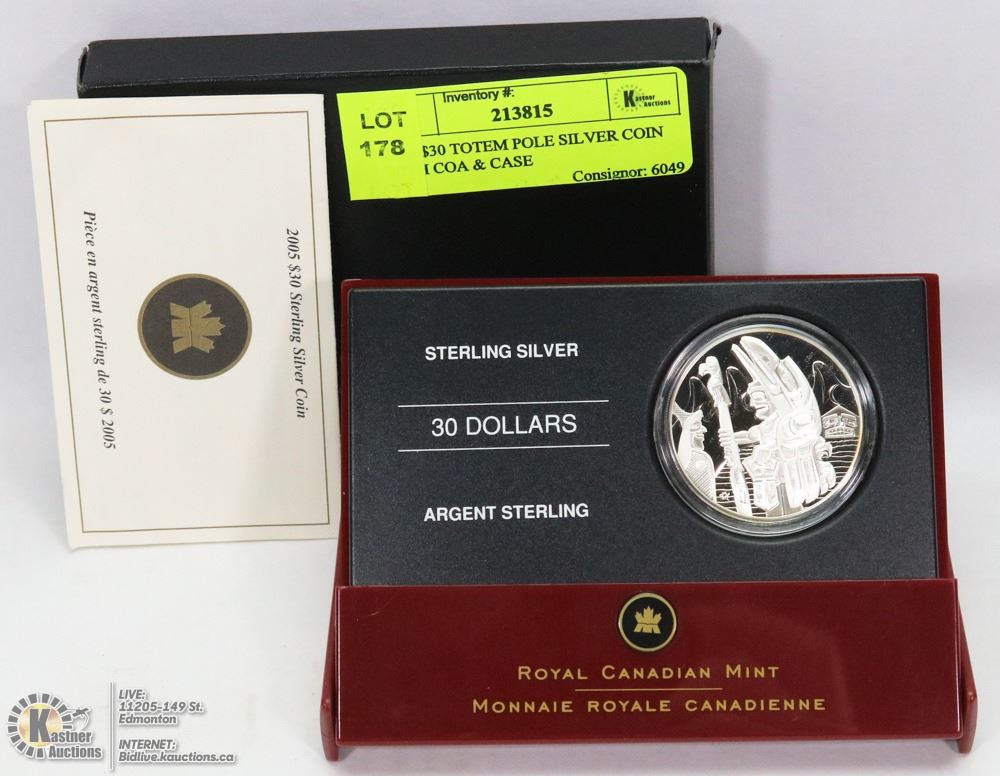 LOT
178
Inventory #:
213815
Kastner
Auctions
$30 TOTEM POLE SILVER COIN
COA & CASE
Consignor: 6049
2005 $30 Sterling Silver Coin
Pièce en argent sterling de 30 $ 2005
STERLING SILVER
30 DOLLARS
ARGENT STERLING
ROYAL CANADIAN MINT
MONNAIE ROYALE CANADIENNE
Kastner
Auctions
LIVE:
11205-149 St.
Edmonton
INTERNET:
Bidlive.kauctions.ca